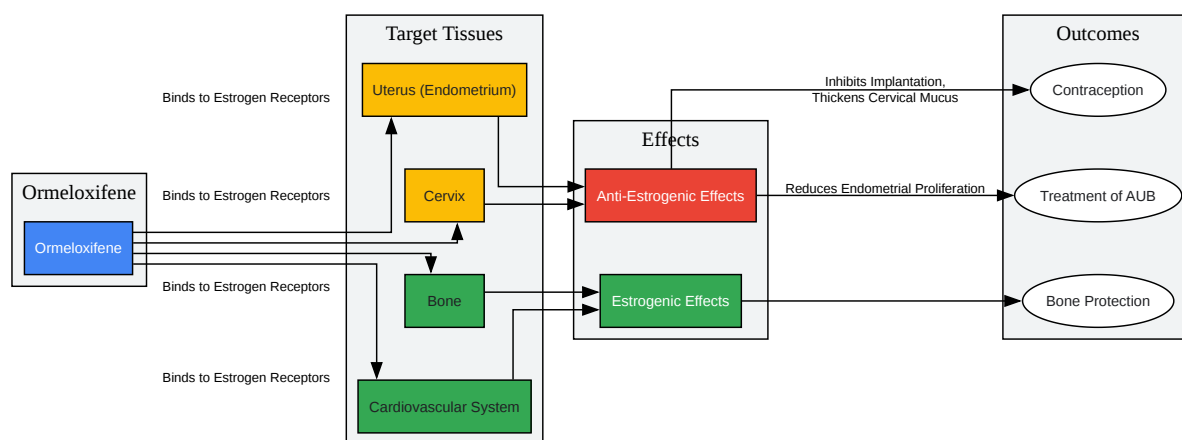 Ormeloxifene
Ormeloxifene
Binds to Estrogen Receptors
Binds to Estrogen Receptors
Binds to Estrogen Receptors
Binds to Estrogen Receptors
Target Tissues
Uterus (Endometrium)
Cervix
Bone
Cardiovascular System
Effects
Anti-Estrogenic Effects
Estrogenic Effects
Inhibits Implantation,
Thickens Cervical Mucus
Reduces Endometrial Proliferation
Outcomes
Contraception
Treatment of AUB
Bone Protection